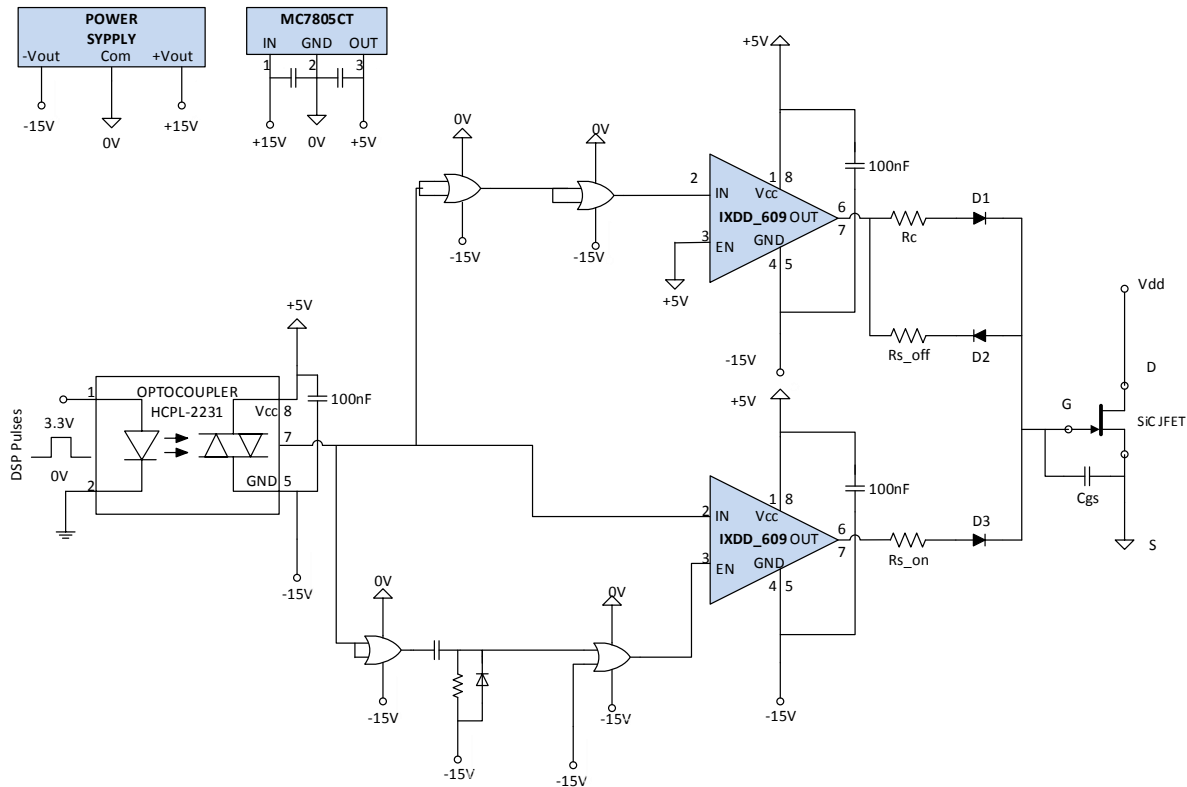 POWER
SYPPLY
-Vout Com +Vout
-15V
0V
+15V
MC7805CT
IN GND OUT
1 2 3
+15V 0V +5V
0V
-15V
0V
-15V
+5V
100nF
2
IN
1 8
Vcc
IXDD_609 OUT
6
7
3
EN
GND
4 5
+5V
-15V
Rc
D1
Rs_off
D2
Vdd
D
G
SiC JFET
Cgs
S
+5V
100nF
OPTOCOUPLER
HCPL-2231
1
Vcc 8
7
2
GND 5
DSP Pulses
3.3V
0V
-15V
+5V
100nF
2
IN
1 8
Vcc
IXDD_609 OUT
6
7
3
EN
GND
4 5
-15V
Rs_on
D3
0V
-15V
-15V
0V
-15V
-15V